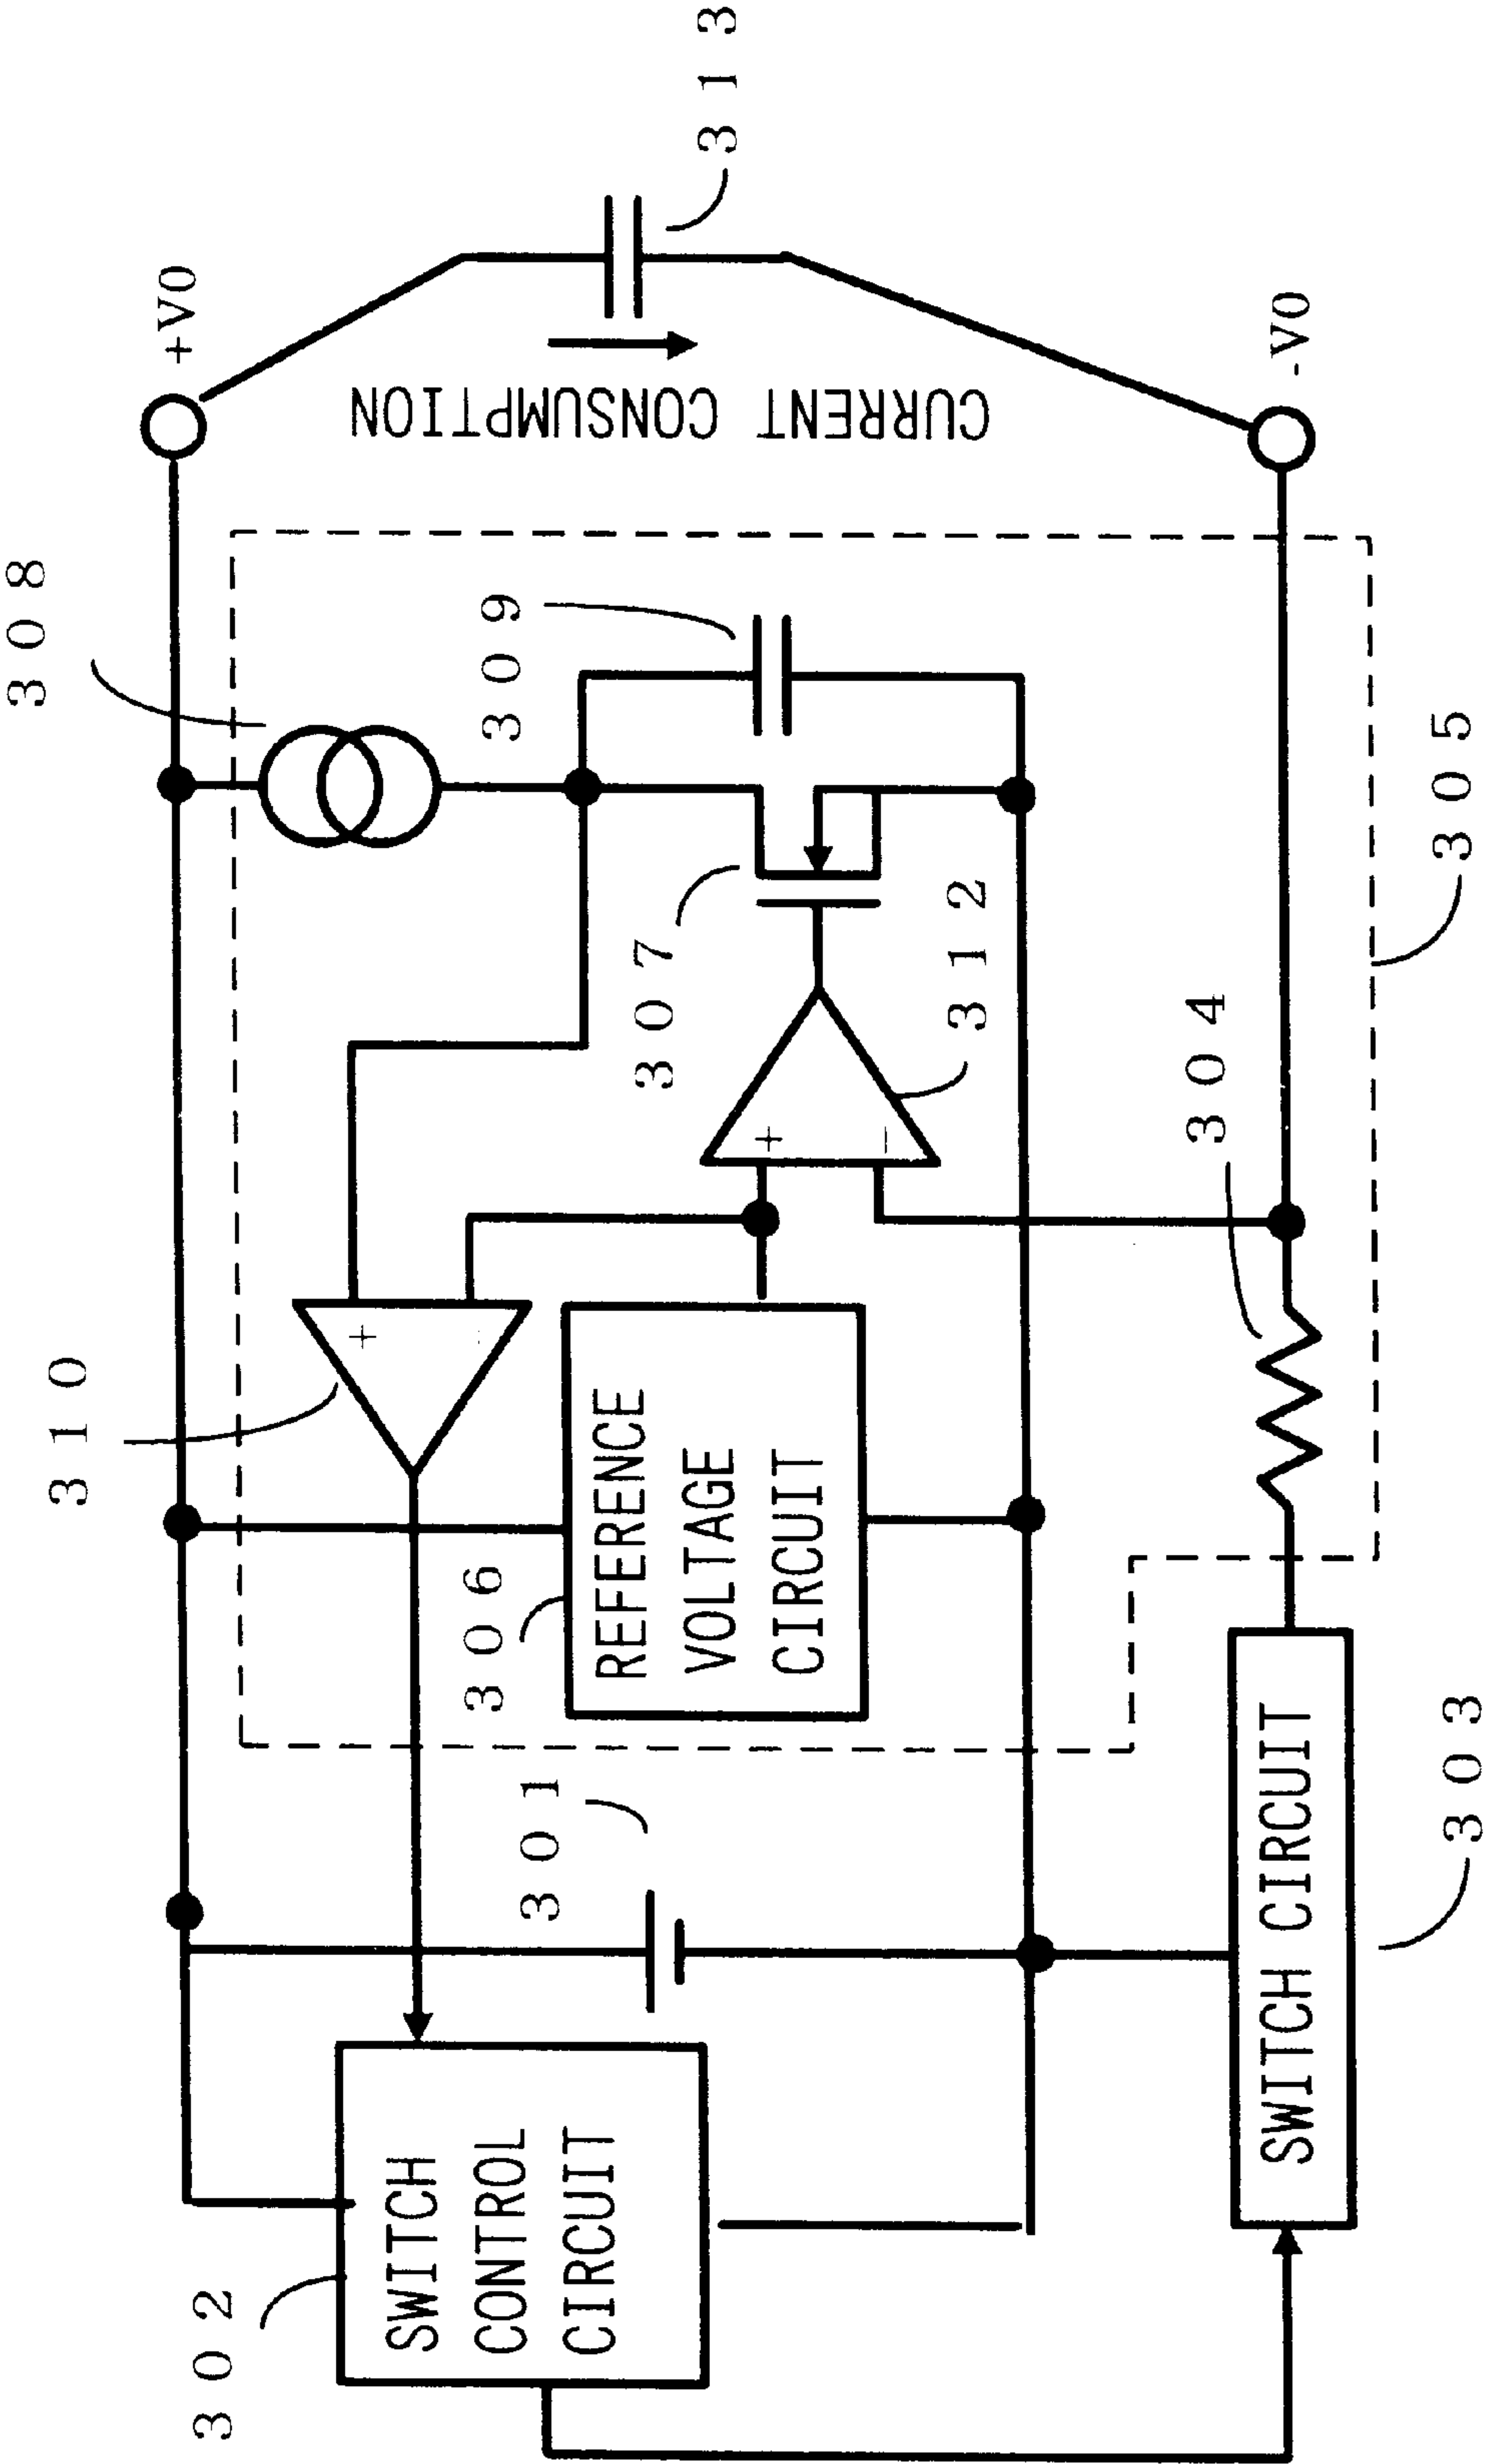 +V0
308
310
309
313
CURRENT CONSUMPTION
+
306
REFERENCE
VOLTAGE
CIRCUIT
307
+
-
312
301
302
SWITCH
CONTROL
CIRCUIT
304
-V0
305
SWITCH CIRCUIT
303